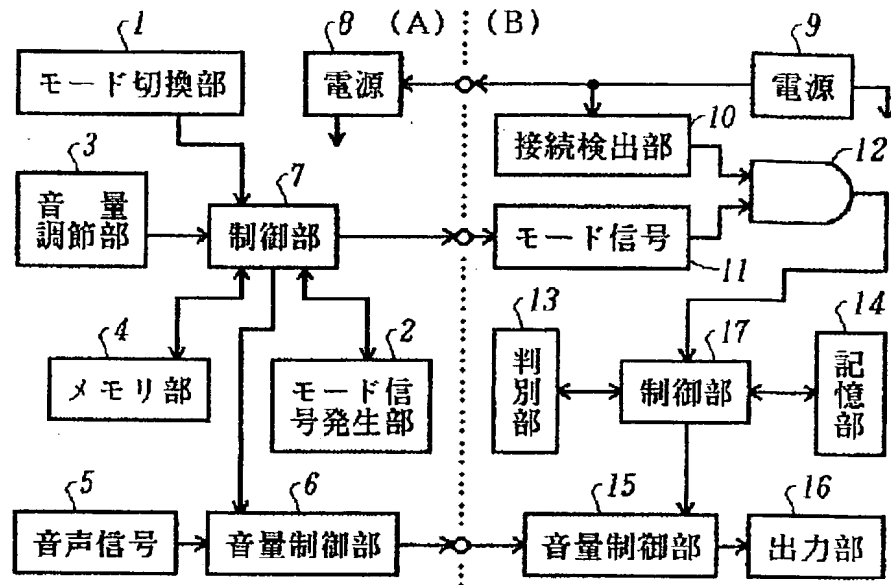 1
8
(A)
(B)
9
モード切換部
電源
電源
10
接続検出部
12
3
音量
調節部
7
制御部
モード信号
11
4
メモリ部
2
モード信
号発生部
13
判別部
17
制御部
14
記憶部
5
音声信号
6
音量制御部
15
音量制御部
16
出力部